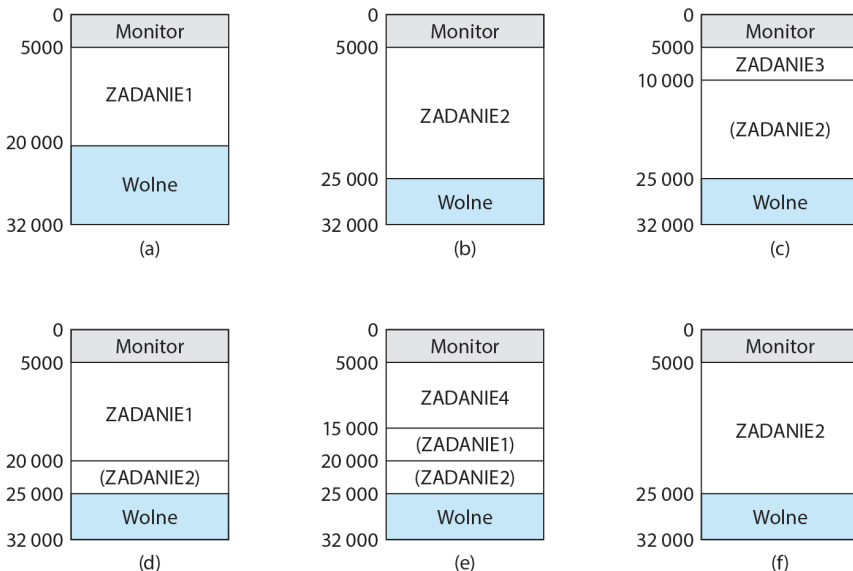 0
Monitor
5000
ZADANIE1
20 000
Wolne
32 000
(a)
0
Monitor
5000
ZADANIE2
25 000
Wolne
32 000
(b)
0
Monitor
5000
ZADANIE3
10 000
(ZADANIE2)
25 000
Wolne
32 000
(c)
0
Monitor
5000
ZADANIE1
20 000
(ZADANIE2)
25 000
Wolne
32 000
(d)
0
Monitor
5000
ZADANIE4
15 000
(ZADANIE1)
20 000
(ZADANIE2)
25 000
Wolne
32 000
(e)
0
Monitor
5000
ZADANIE2
25 000
Wolne
32 000
(f)